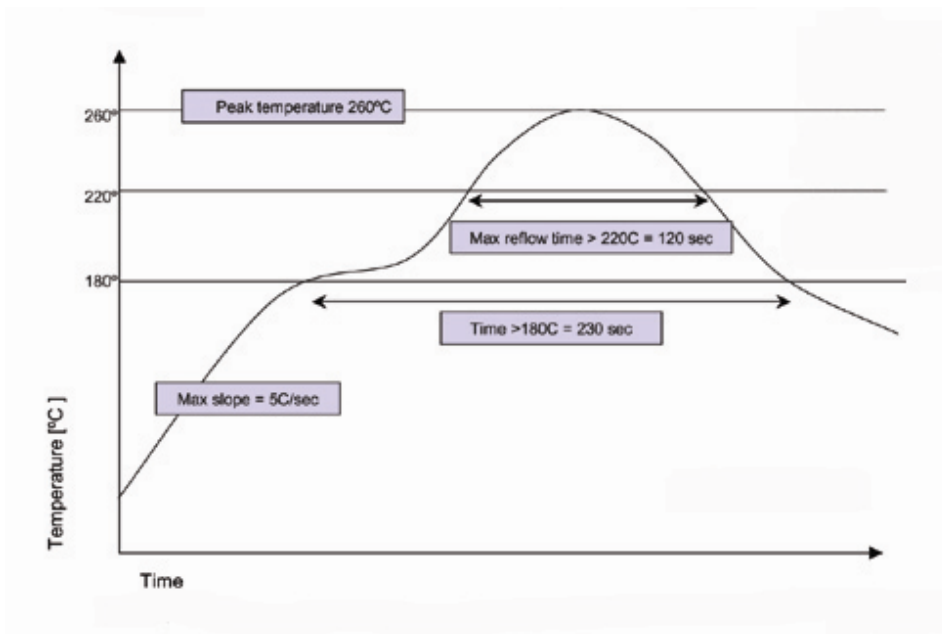 Peak temperature 260ºC
260º
220º
Max reflow time > 220C = 120 sec
180º
Time >180C = 230 sec
Max slope = 5C/sec
Temperature [ºC ]
Time